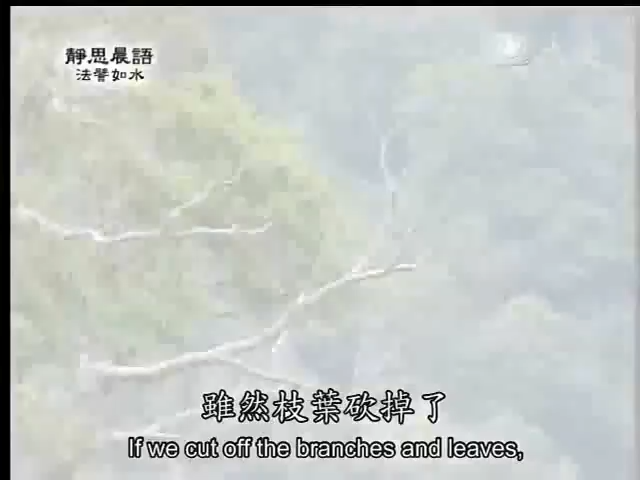 靜思晨語
法譬如水
雖然枝葉砍掉了
If we cut off the branches and leaves,